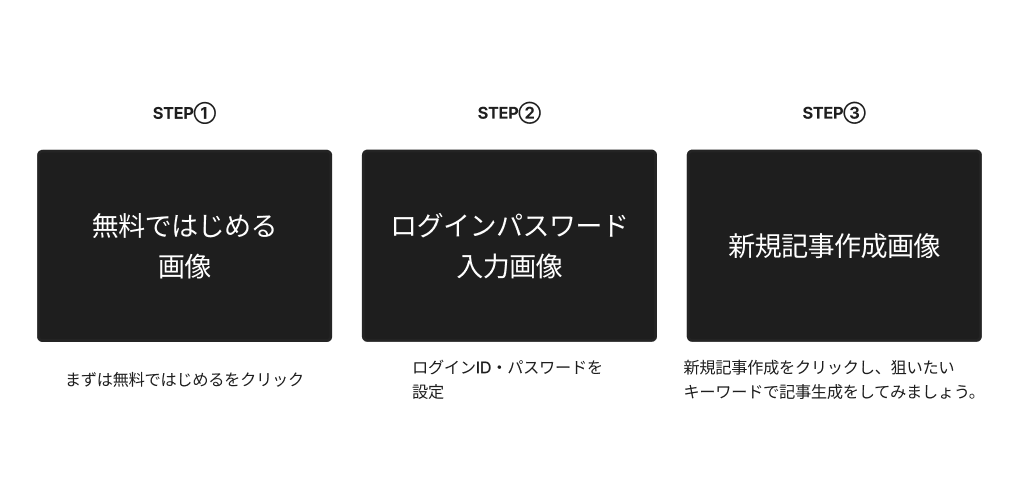 STEP①
無料ではじめる
画像
まずは無料ではじめるをクリック
STEP②
ログインパスワード
入力画像
ログインID・パスワードを
設定
STEP③
新規記事作成画像
新規記事作成をクリックし、狙いたい
キーワードで記事生成をしてみましょう。